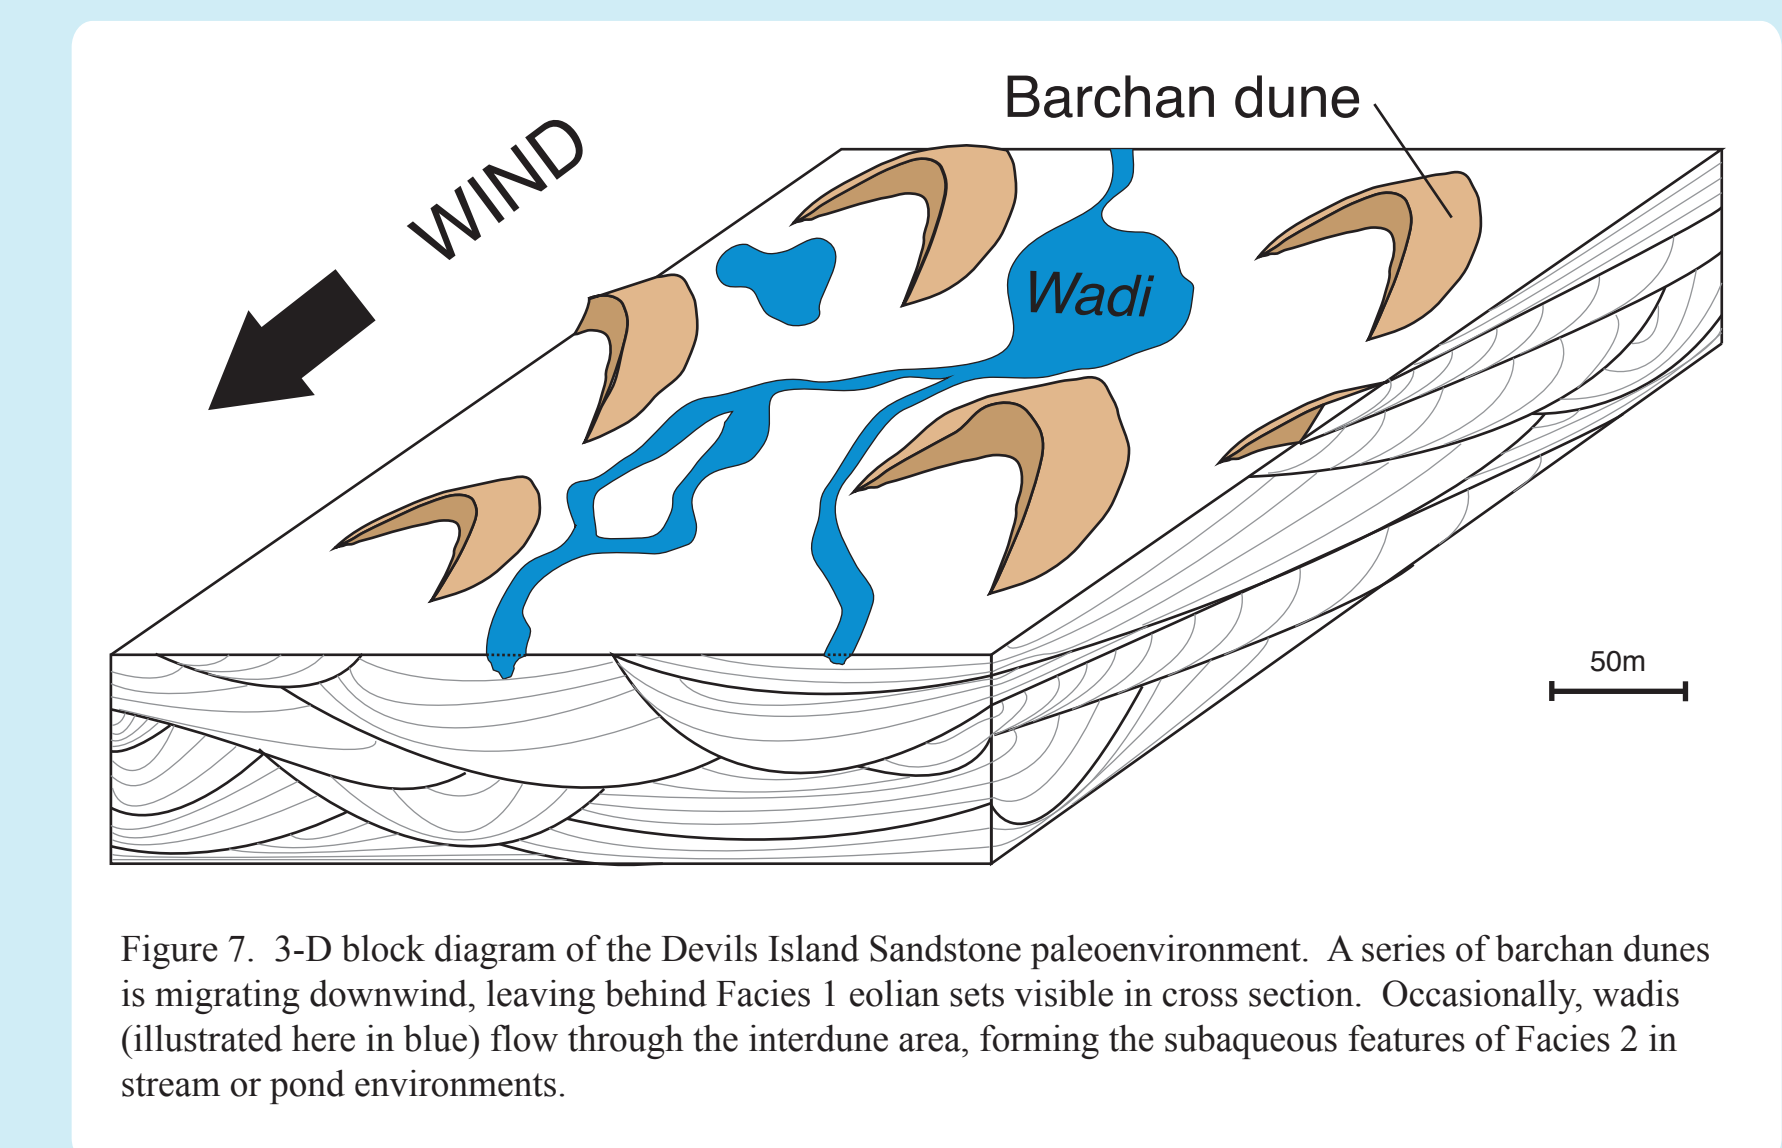 Barchan dune
WIND
Wadi
50m
Figure 7.  3-D block diagram of the Devils Island Sandstone paleoenvironment.  A series of barchan dunes
is migrating downwind, leaving behind Facies 1 eolian sets visible in cross section.  Occasionally, wadis
(illustrated here in blue) flow through the interdune area, forming the subaqueous features of Facies 2 in
stream or pond environments.